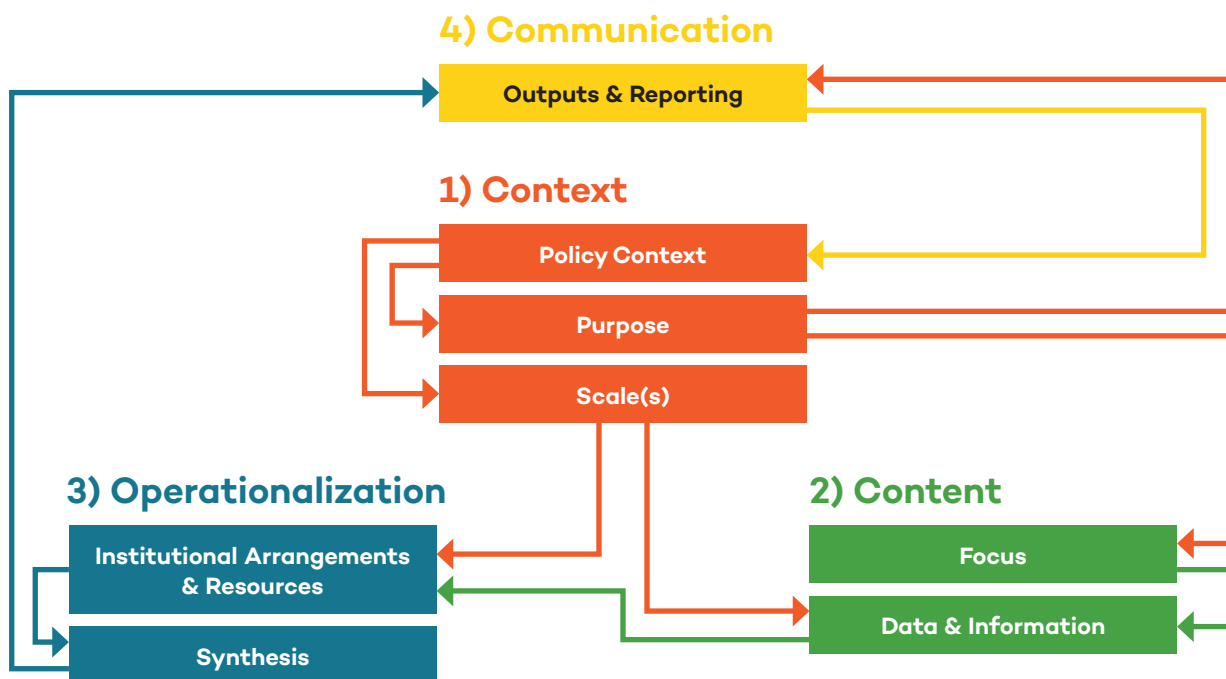 4) Communication
Outputs & Reporting
1) Context
Policy Context
Purpose
Scale(s)
3) Operationalization
Institutional Arrangements
& Resources
Synthesis
2) Content
Focus
Data & Information